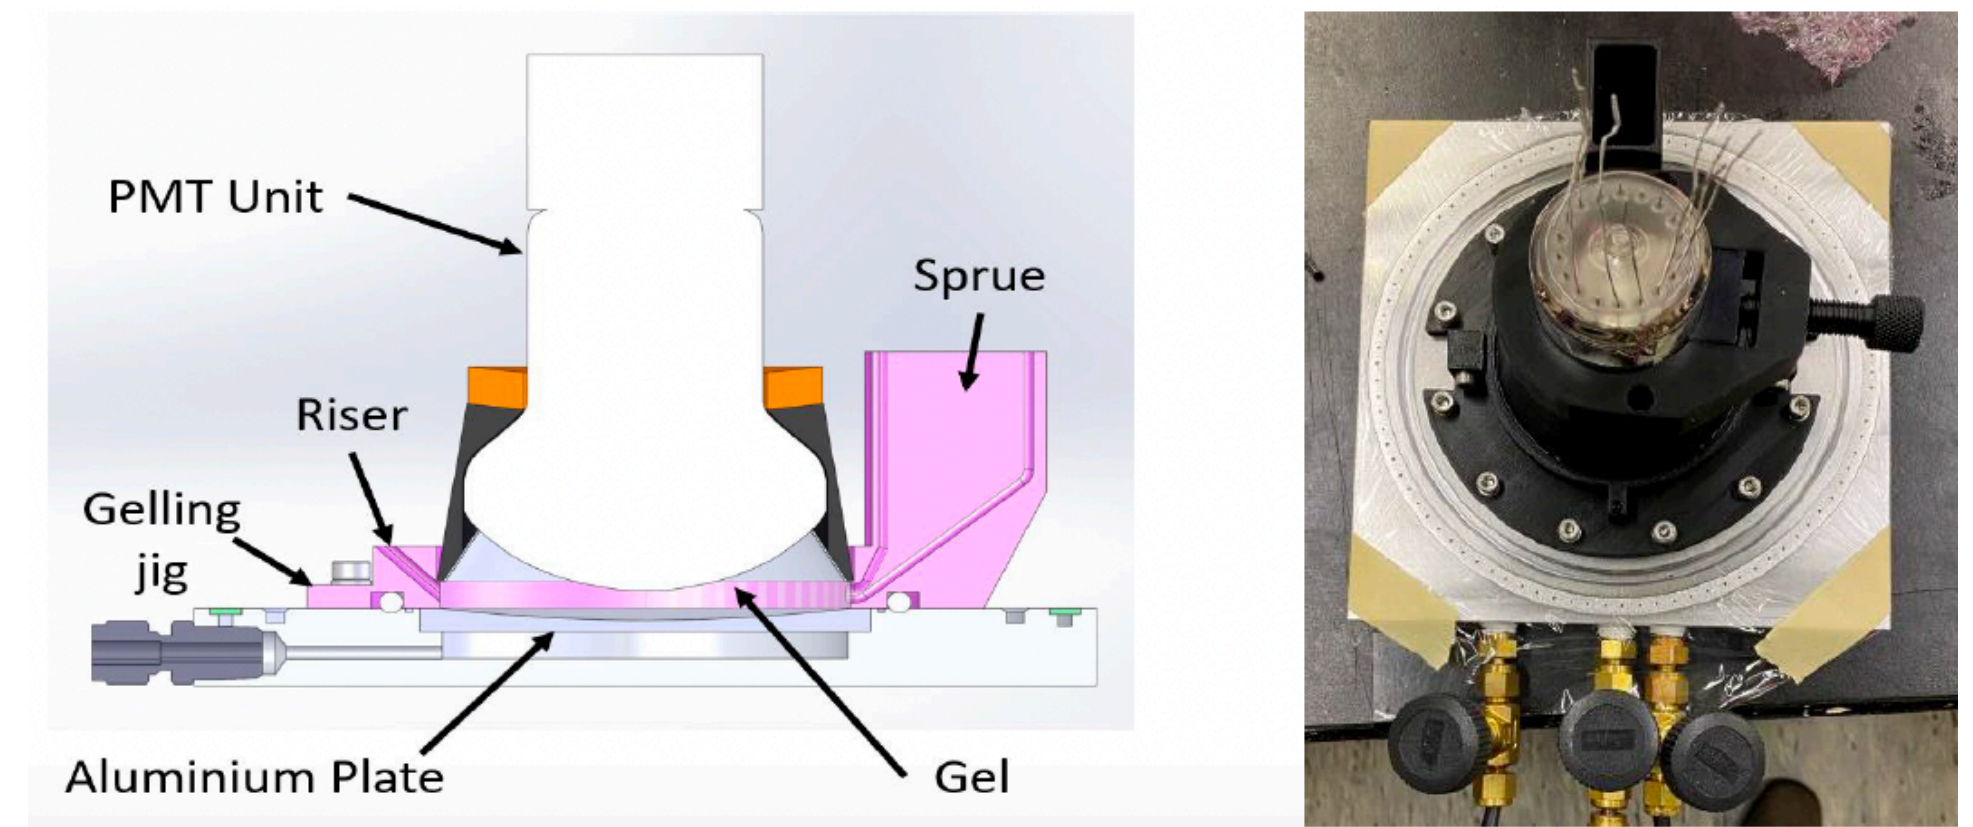 PMT Unit
Sprue
Riser
Gelling
jig
Aluminium Plate
Gel